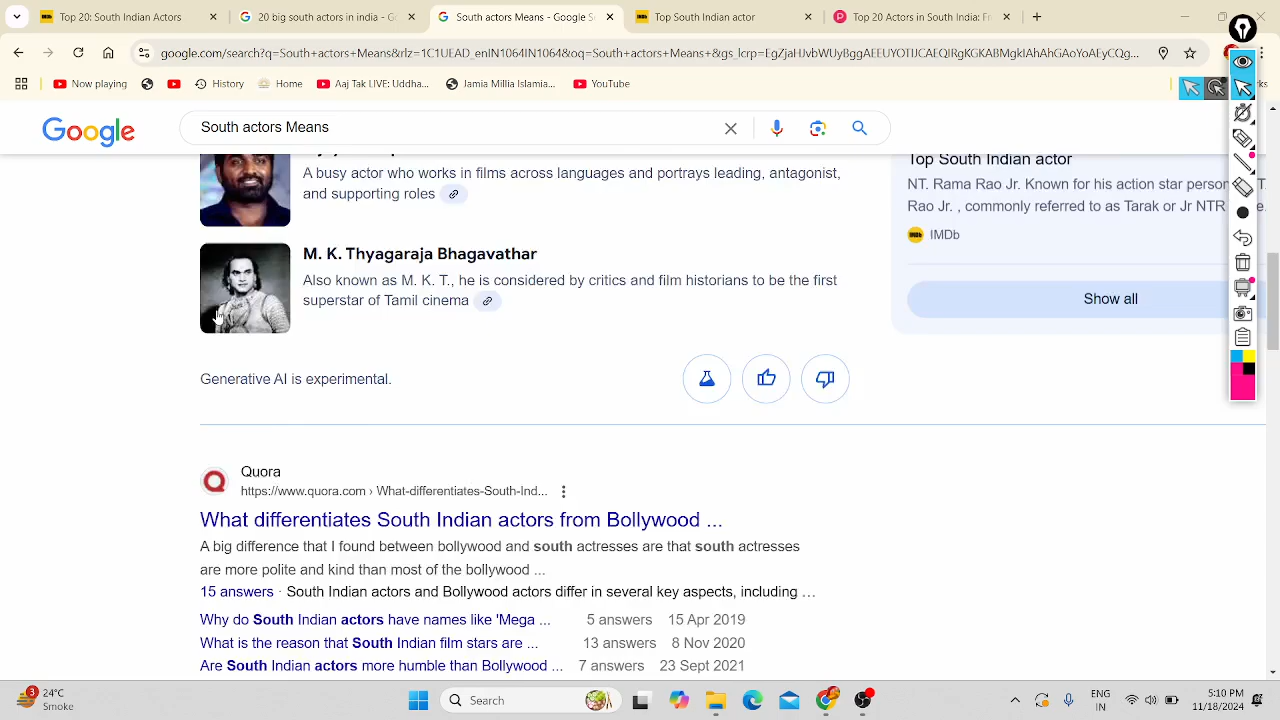 Top 20: South Indian Actors
20 big south actors in india - G
South actors Means - Google S
Top South Indian actor
Top 20 Actors in South India: F
google.com/search?q=South+actors+Means&rlz=1C1UEAD_enIN1064IN1
Now playing
History
Home
Aaj Tak LIVE: Uddha...
Jamia Millia Islamia...
YouTube
Google
South actors Means
A busy actor who works in films across languages and portrays leading, antagonist,
and supporting roles
M. K. Thyagaraja Bhagavathar
Also known as M. K. T., he is considered by critics and film historians to be the first
superstar of Tamil cinema
Top South Indian actor
NT. Rama Rao Jr. Known for his action star person
Rao Jr. , commonly referred to as Tarak or Jr NTR
IMDb
Show all
Generative AI is experimental.
Quora
https://www.quora.com › What-differentiates-South-Ind...
What differentiates South Indian actors from Bollywood ...
A big difference that I found between bollywood and south actresses are that south actresses
are more polite and kind than most of the bollywood ...
15 answers · South Indian actors and Bollywood actors differ in several key aspects, including …
Why do South Indian actors have names like 'Mega ... 5 answers 15 Apr 2019
What is the reason that South Indian film stars are ... 13 answers 8 Nov 2020
Are South Indian actors more humble than Bollywood ... 7 answers 23 Sept 2021
3
24°C
Smoke
Search
ENG
IN
5:10 PM
11/18/2024